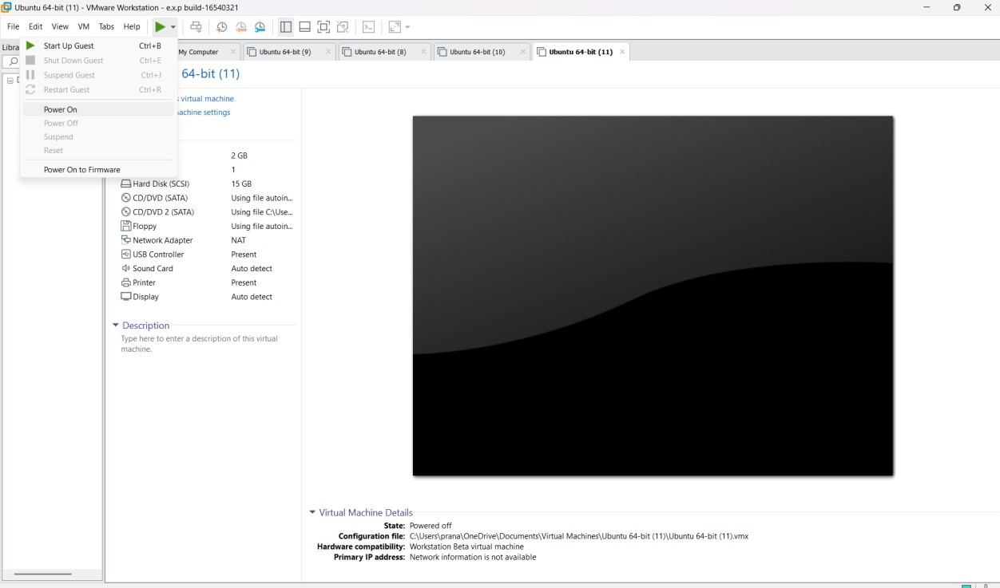 Ubuntu 64-bit (11) - VMware Workstation - e.x.p build-16540321
File Edit View VM Tabs Help
Libra
My Computer
Ubuntu 64-bit (9)
Ubuntu 64-bit (8)
Ubuntu 64-bit (10)
Ubuntu 64-bit (11)
Start Up Guest Ctrl+B
Shut Down Guest Ctrl+E
Suspend Guest Ctrl+J
Restart Guest Ctrl+R
Power On
Power Off
Suspend
Reset
Power On to Firmware
64-bit (11)
virtual machine
machine settings
2 GB
1
Hard Disk (SCSI) 15 GB
CD/DVD (SATA) Using file autoin...
CD/DVD 2 (SATA) Using file C:\Use...
Floppy Using file autoin...
Network Adapter NAT
USB Controller Present
Sound Card Auto detect
Printer Present
Display Auto detect
Description
Type here to enter a description of this virtual
machine.
Virtual Machine Details
State: Powered off
Configuration file: C:\Users\prana\OneDrive\Documents\Virtual Machines\Ubuntu 64-bit (11)\Ubuntu 64-bit (11).vmx
Hardware compatibility: Workstation Beta virtual machine
Primary IP address: Network information is not available